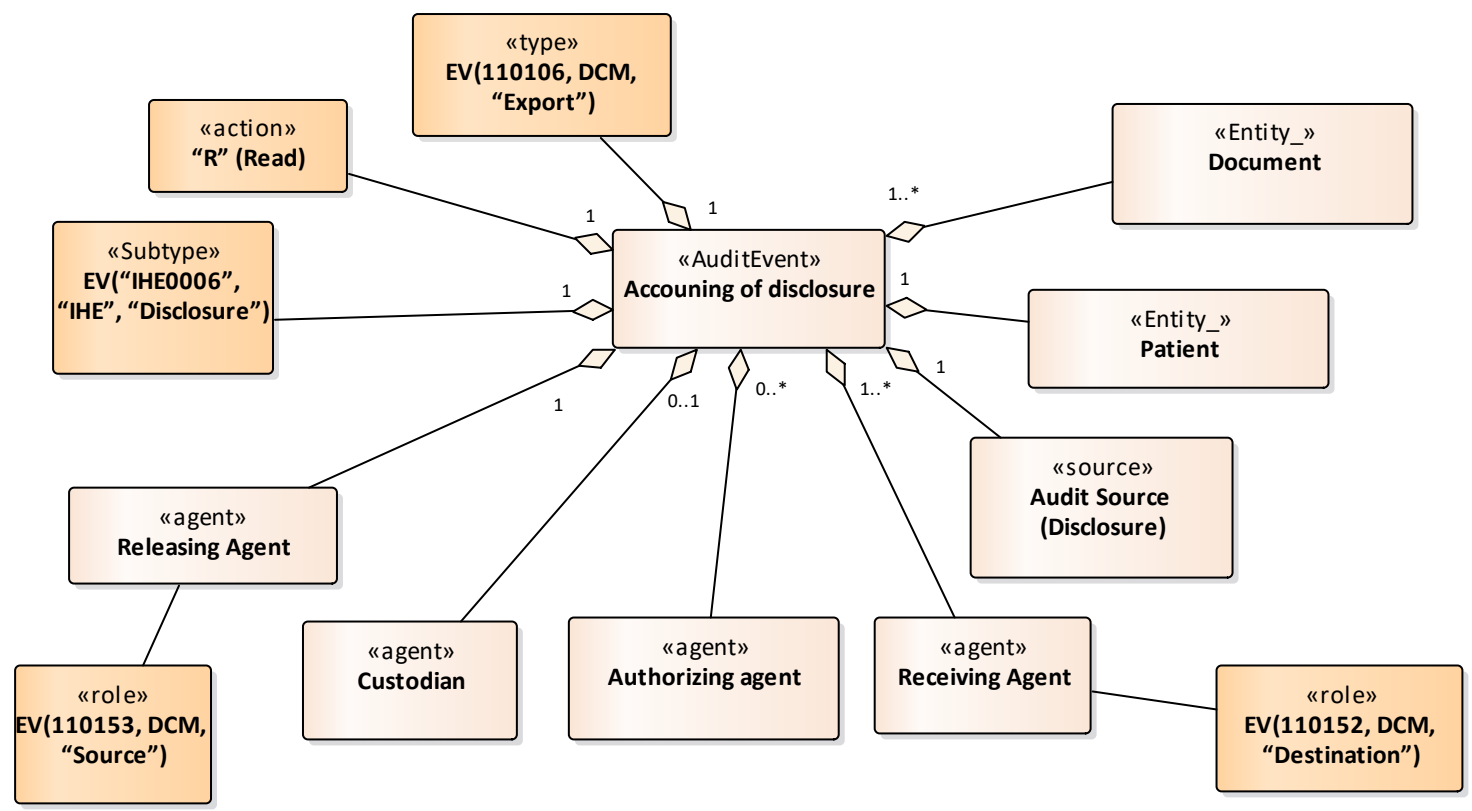 «type»
EV(110106, DCM,
“Export”)
«action»
“R” (Read)
«Entity_»
Document
1..*
1
1
«Subtype»
EV(“IHE0006”,
“IHE”, “Disclosure”)
1
«AuditEvent»
Accouning of disclosure
1
«Entity_»
Patient
1
0..1
0..*
1..*
1
«source»
Audit Source
(Disclosure)
«agent»
Releasing Agent
«agent»
Custodian
«agent»
Authorizing agent
«agent»
Receiving Agent
«role»
EV(110153, DCM,
“Source”)
«role»
EV(110152, DCM,
“Destination”)